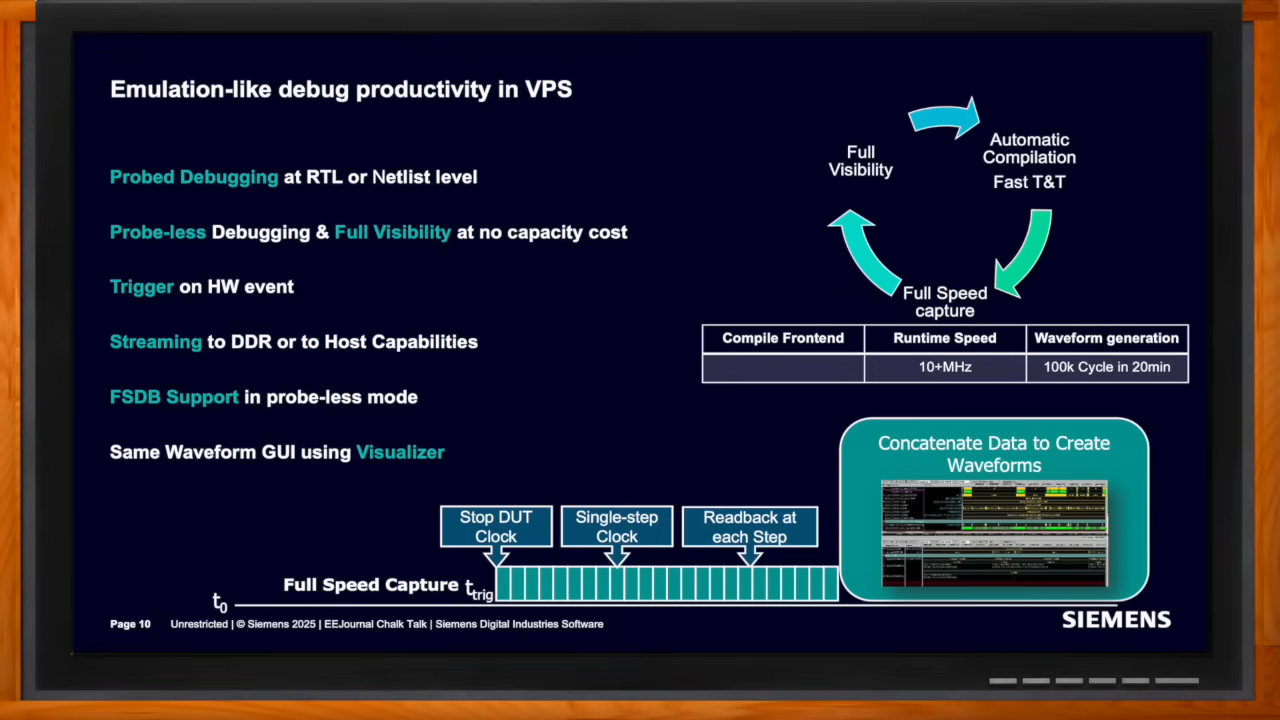 Emulation-like debug productivity in VPS
Probed Debugging at RTL or Netlist level
Probe-less Debugging & Full Visibility at no capacity cost
Trigger on HW event
Streaming to DDR or to Host Capabilities
FSDB Support in probe-less mode
Same Waveform GUI using Visualizer
Full
Visibility
Automatic
Compilation
Fast T&T
Full Speed
capture
Compile Frontend Runtime Speed Waveform generation
10+MHz 100k Cycle in 20min
Concatenate Data to Create
Waveforms
Stop DUT
Clock
Single-step
Clock
Readback at
each Step
Full Speed Capture ttrig
t0
Page 10 Unrestricted | © Siemens 2025 | EEJournal Chalk Talk | Siemens Digital Industries Software
SIEMENS